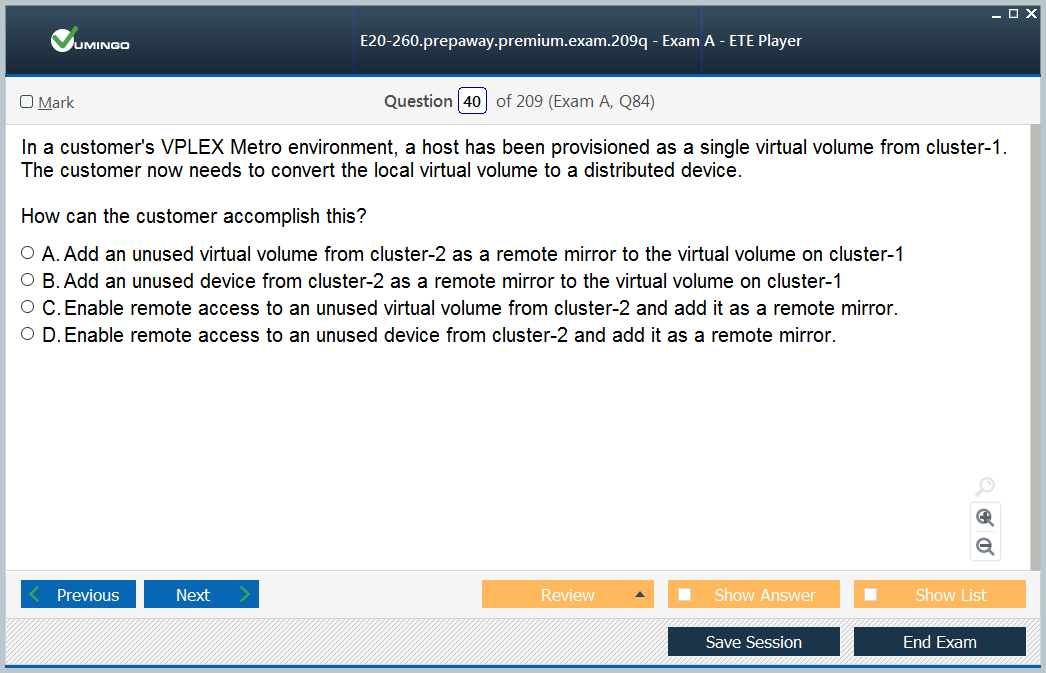 VUMINGO
E20-260.prepaway.premium.exam.209q - Exam A - ETE Player
Mark
Question 40 of 209 (Exam A, Q84)
In a customer's VPLEX Metro environment, a host has been provisioned as a single virtual volume from cluster-1.
The customer now needs to convert the local virtual volume to a distributed device.
How can the customer accomplish this?
A. Add an unused virtual volume from cluster-2 as a remote mirror to the virtual volume on cluster-1
B. Add an unused device from cluster-2 as a remote mirror to the virtual volume on cluster-1
C. Enable remote access to an unused virtual volume from cluster-2 and add it as a remote mirror.
D. Enable remote access to an unused device from cluster-2 and add it as a remote mirror.
Previous Next Review Show Answer Show List
Save Session End Exam